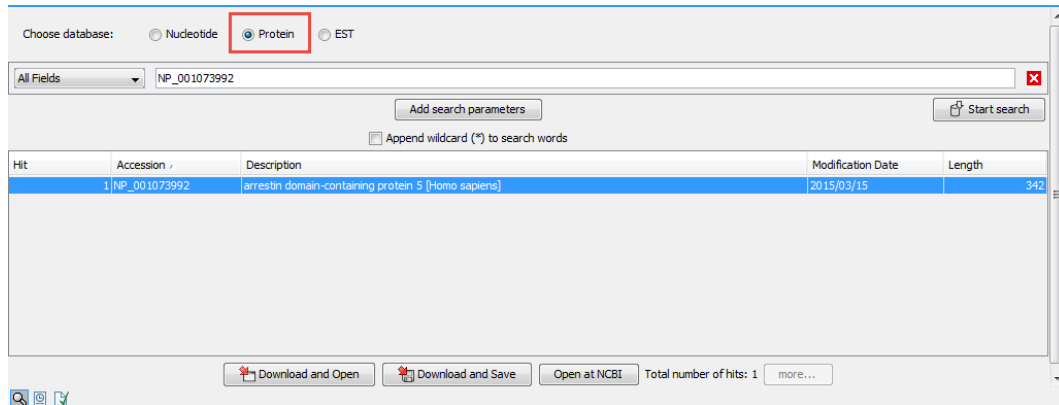 Choose database: Nucleotide Protein EST
All Fields NP_001073992
Add search parameters Start search
Append wildcard (*) to search words
Hit Accession Description Modification Date Length
1 NP_001073992 arrestin domain-containing protein 5 [Homo sapiens] 2015/03/15 342
Download and Open Download and Save Open at NCBI Total number of hits: 1 more...